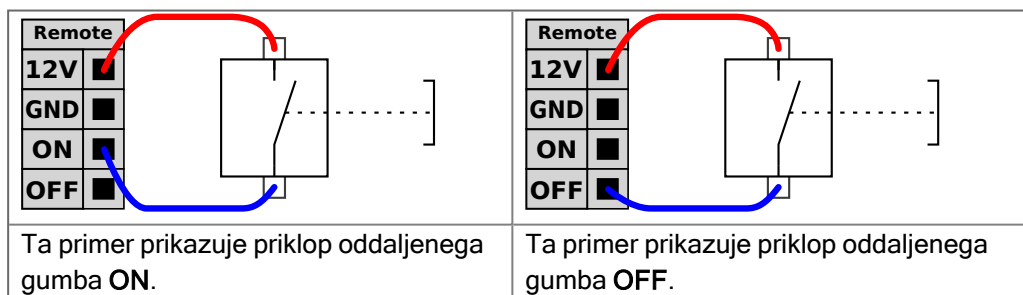 Remote
12V
GND
ON
OFF
Ta primer prikazuje priklop oddaljenega
gumba ON.
Remote
12V
GND
ON
OFF
Ta primer prikazuje priklop oddaljenega
gumba OFF.